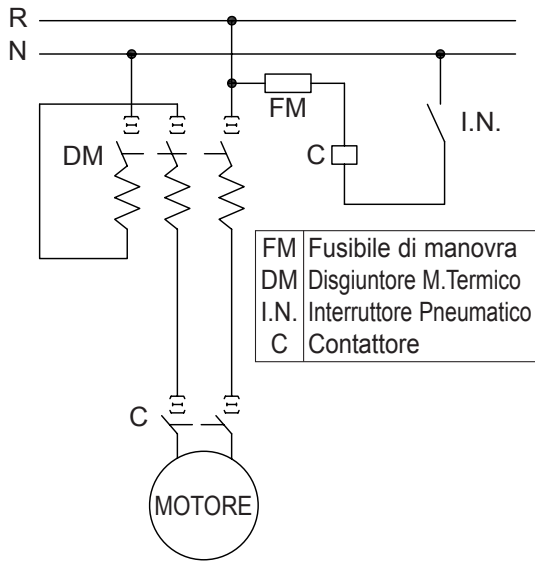 R
N
FM
I.N.
DM
C
FM Fusibile di manovra
DM Disgiuntore M.Termico
I.N. Interruttore Pneumatico
C Contattore
C
MOTORE